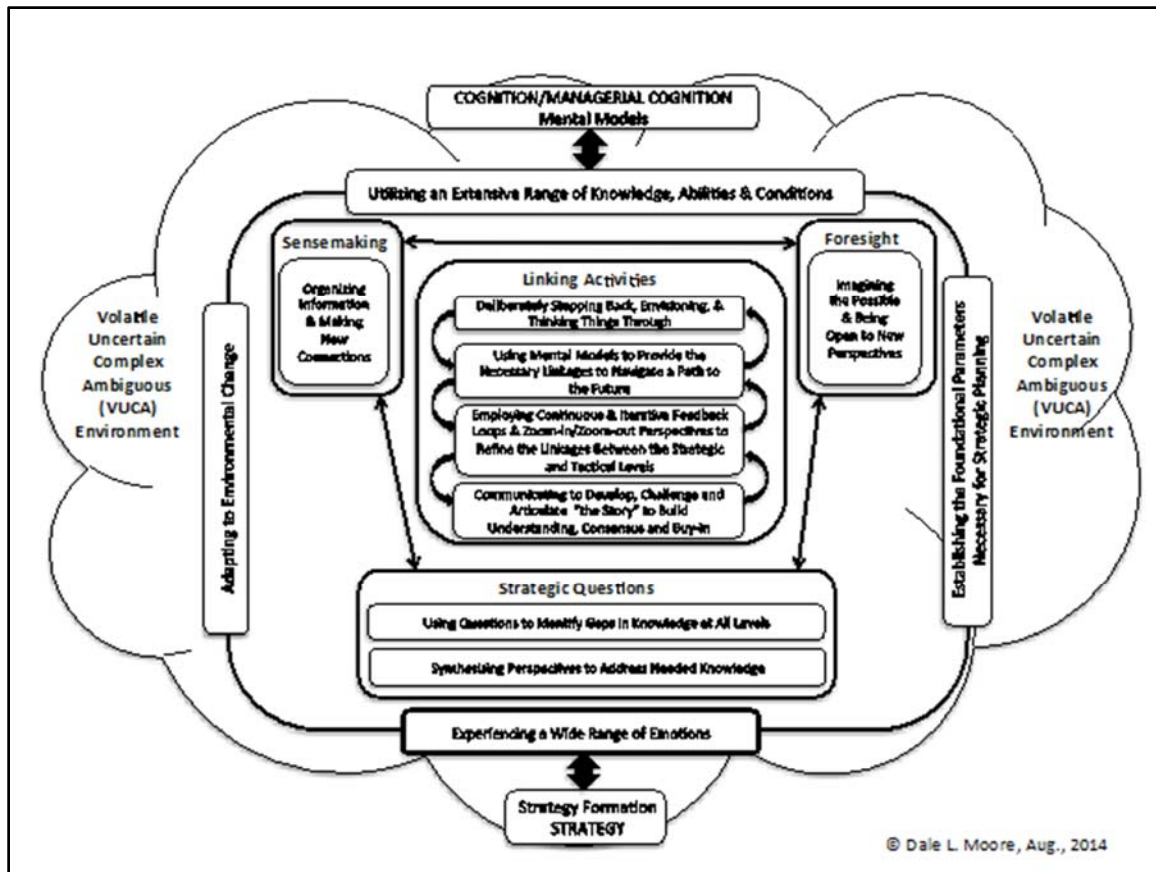 COGNITION/MANAGERIAL COGNITION
Mental Models
Utilizing an Extensive Range of Knowledge, Abilities & Conditions
Sensemaking
Organizing
Information
& Making
New
Connections
Foresight
Imagining
the Possible
& Being
Open to New
Perspectives
Linking Activities
Deliberately Stepping Back, Envisioning, &
Thinking Things Through
Using Mental Models to Provide the
Necessary Linkages to Navigate a Path to
the Future
Employing Continuous & Iterative Feedback
Loops & Zoom-in/Zoom-out Perspectives to
Refine the Linkages Between the Strategic
and Tactical Levels
Communicating to Develop, Challenge and
Articulate "the Story" to Build
Understanding, Consensus and Buy-in
Volatile
Uncertain
Complex
Ambiguous
(VUCA)
Environment
Adapting to Environmental Change
Establishing the Foundational Parameters
Necessary for Strategic Planning
Volatile
Uncertain
Complex
Ambiguous
(VUCA)
Environment
Strategic Questions
Using Questions to Identify Gaps in Knowledge at All Levels
Synthesizing Perspectives to Address Needed Knowledge
Experiencing a Wide Range of Emotions
Strategy Formation
STRATEGY
© Dale L. Moore, Aug., 2014